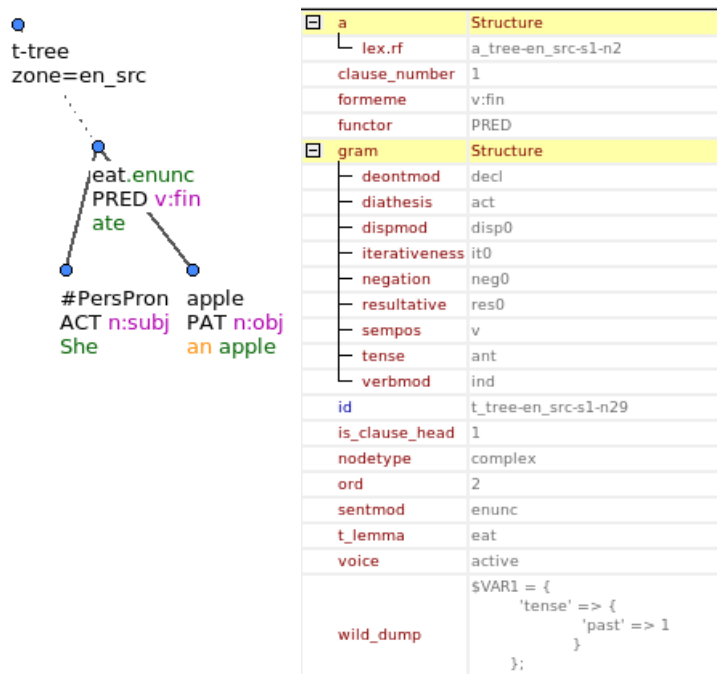 t-tree
zone=en_src
eat.enunc
PRED v:fin
ate
#PersPron
ACT n:subj
She
apple
PAT n:obj
an apple
a Structure
lex.rf a_tree-en_src-s1-n2
clause_number 1
formeme v:fin
functor PRED
gram Structure
deontmod decl
diathesis act
dispmod disp0
iterativeness it0
negation neg0
resultative res0
sempos v
tense ant
verbmod ind
id t_tree-en_src-s1-n29
is_clause_head 1
nodetype complex
ord 2
sentmod enunc
t_lemma eat
voice active
wild_dump $VAR1 = {
'tense' => {
'past' => 1
}
};